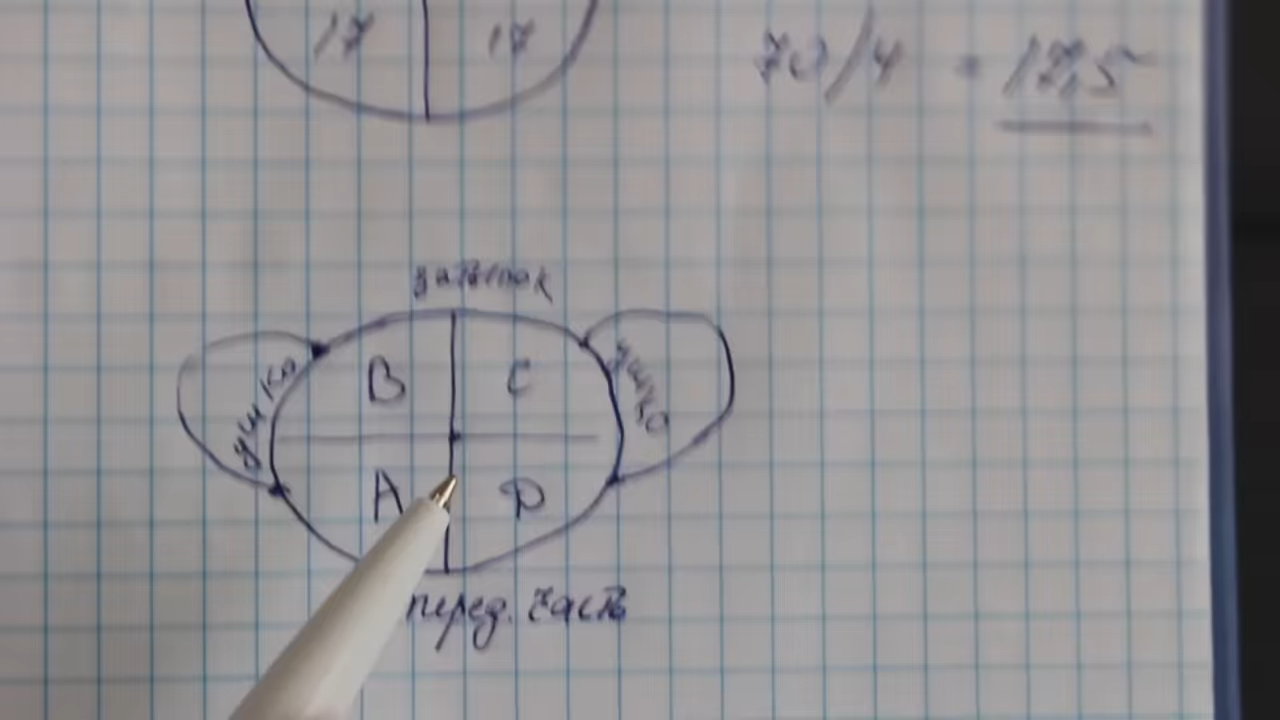 17 17
70/4 = 17,5
затылок
ушко
ушко
B C
A D
перед. часть